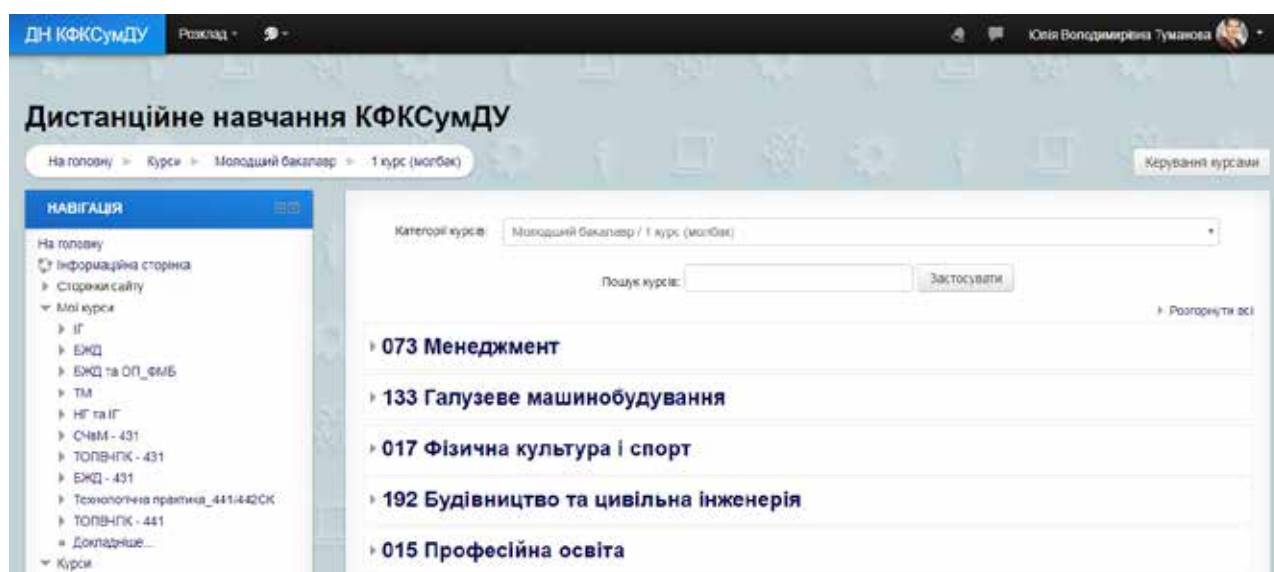 ДН КФКСумДУ Розклад
Юлія Володимирівна Туманова
Дистанційне навчання КФКСумДУ
На головну Курси Молодший бакалавр 1 курс (молбак)
Керування курсами
НАВІГАЦІЯ
На головну
Інформаційна сторінка
Сторінки сайту
Мої курси
ІГ
БЖД
БЖД та ОП_ФМБ
ТМ
НГ та ІГ
СЧвМ - 431
ТОПВНГК - 431
БЖД - 431
Технологічна практика_441/442СК
ТОПВНГК - 441
Докладніше...
Курси
Категорії курсів: Молодший бакалавр / 1 курс (молбак)
Пошук курсів: Застосувати
Розгорнути всі
073 Менеджмент
133 Галузеве машинобудування
017 Фізична культура і спорт
192 Будівництво та цивільна інженерія
015 Професійна освіта